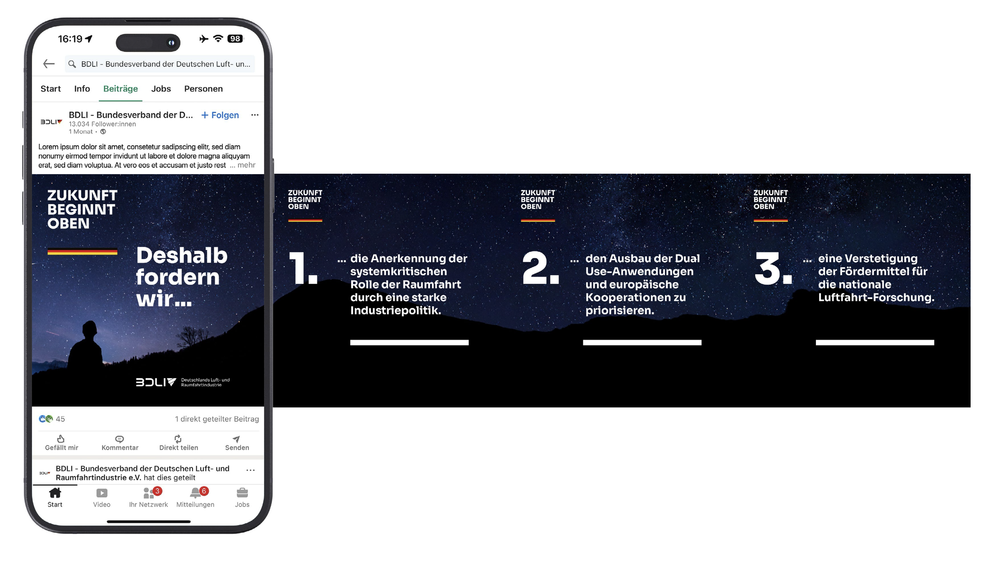 16:19
98
BDLI - Bundesverband der Deutschen Luft- un...
Start Info Beiträge Jobs Personen
BDLI
BDLI - Bundesverband der D... + Folgen ...
13.034 Follower:innen
1 Monat •
Lorem ipsum dolor sit amet, consetetur sadipscing elitr, sed diam
nonumy eirmod tempor invidunt ut labore et dolore magna aliquyam
erat, sed diam voluptua. At vero eos et accusam et justo rest ... mehr
ZUKUNFT
BEGINNT
OBEN
Deshalb
fordern
wir...
BDLI
Deutschlands Luft- und
Raumfahrtindustrie
ZUKUNFT
BEGINNT
OBEN
1.
... die Anerkennung der
systemkritischen
Rolle der Raumfahrt
durch eine starke
Industriepolitik.
ZUKUNFT
BEGINNT
OBEN
2.
... den Ausbau der Dual
Use-Anwendungen
und europäische
Kooperationen zu
priorisieren.
ZUKUNFT
BEGINNT
OBEN
3.
... eine Verstetigung
der Fördermittel für
die nationale
Luftfahrt-Forschung.
45 1 direkt geteilter Beitrag
Gefällt mir Kommentar Direkt teilen Senden
BDLI
BDLI - Bundesverband der Deutschen Luft- und ...
Raumfahrtindustrie e.V. hat dies geteilt
3 6
Start Video Ihr Netzwerk Mitteilungen Jobs